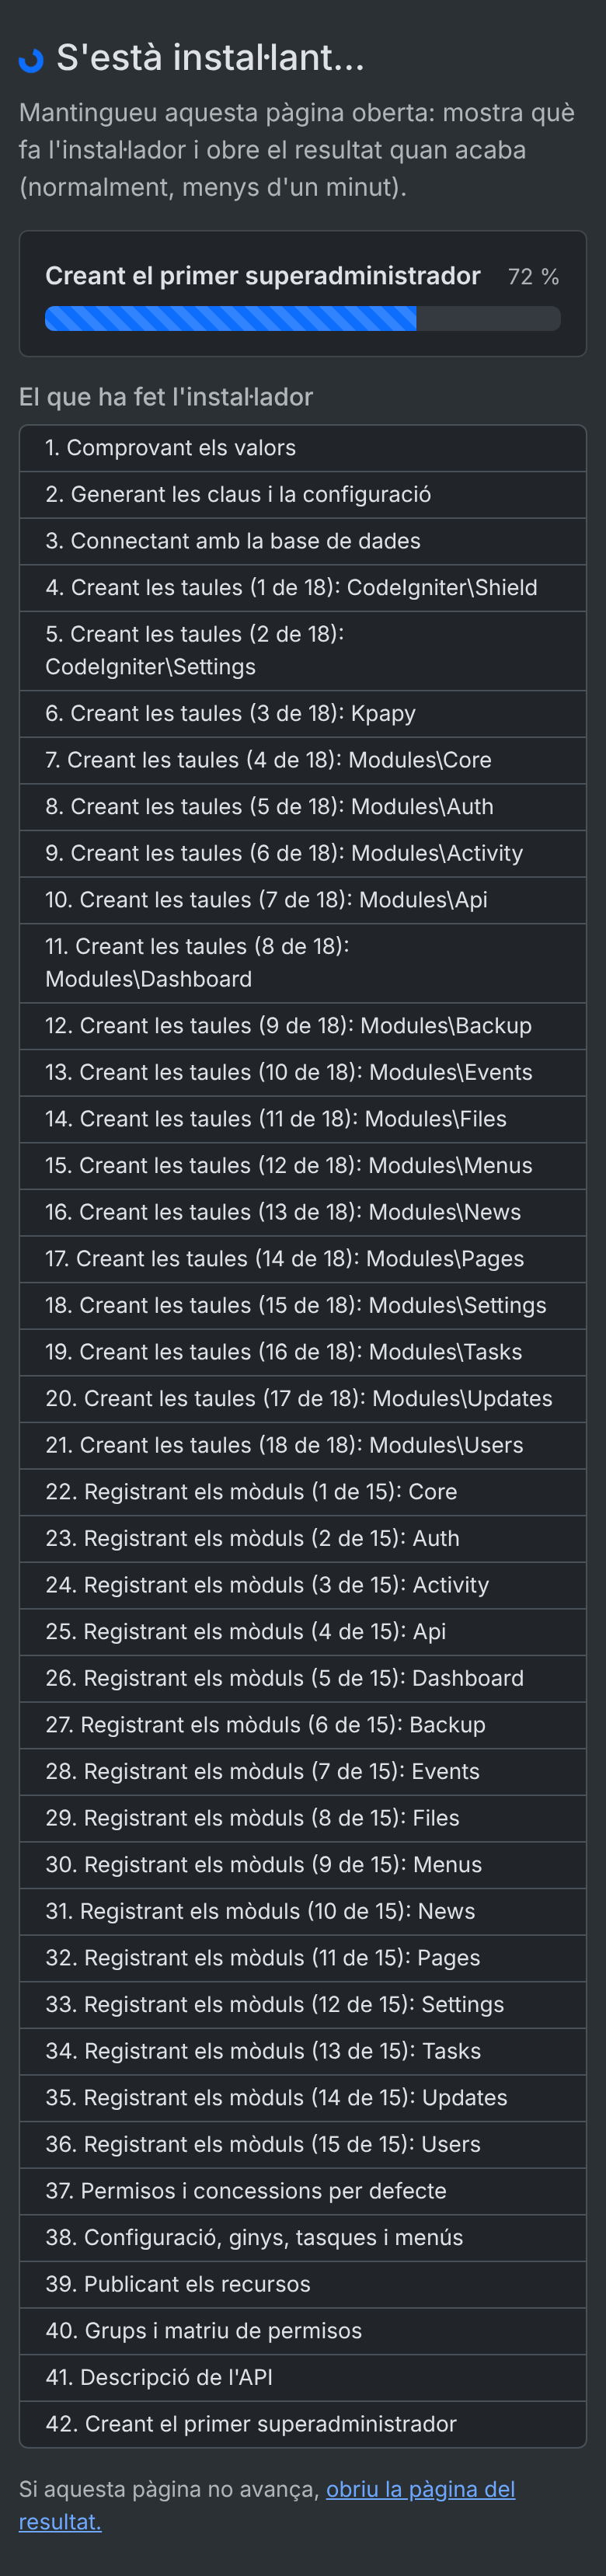 S'està instal·lant…
Mantingueu aquesta pàgina oberta: mostra què
fa l'instal·lador i obre el resultat quan acaba
(normalment, menys d'un minut).
Creant el primer superadministrador 72 %
El que ha fet l'instal·lador
1. Comprovant els valors
2. Generant les claus i la configuració
3. Connectant amb la base de dades
4. Creant les taules (1 de 18): CodeIgniter\Shield
5. Creant les taules (2 de 18):
CodeIgniter\Settings
6. Creant les taules (3 de 18): Kpapy
7. Creant les taules (4 de 18): Modules\Core
8. Creant les taules (5 de 18): Modules\Auth
9. Creant les taules (6 de 18): Modules\Activity
10. Creant les taules (7 de 18): Modules\Api
11. Creant les taules (8 de 18):
Modules\Dashboard
12. Creant les taules (9 de 18): Modules\Backup
13. Creant les taules (10 de 18): Modules\Events
14. Creant les taules (11 de 18): Modules\Files
15. Creant les taules (12 de 18): Modules\Menus
16. Creant les taules (13 de 18): Modules\News
17. Creant les taules (14 de 18): Modules\Pages
18. Creant les taules (15 de 18): Modules\Settings
19. Creant les taules (16 de 18): Modules\Tasks
20. Creant les taules (17 de 18): Modules\Updates
21. Creant les taules (18 de 18): Modules\Users
22. Registrant els mòduls (1 de 15): Core
23. Registrant els mòduls (2 de 15): Auth
24. Registrant els mòduls (3 de 15): Activity
25. Registrant els mòduls (4 de 15): Api
26. Registrant els mòduls (5 de 15): Dashboard
27. Registrant els mòduls (6 de 15): Backup
28. Registrant els mòduls (7 de 15): Events
29. Registrant els mòduls (8 de 15): Files
30. Registrant els mòduls (9 de 15): Menus
31. Registrant els mòduls (10 de 15): News
32. Registrant els mòduls (11 de 15): Pages
33. Registrant els mòduls (12 de 15): Settings
34. Registrant els mòduls (13 de 15): Tasks
35. Registrant els mòduls (14 de 15): Updates
36. Registrant els mòduls (15 de 15): Users
37. Permisos i concessions per defecte
38. Configuració, ginys, tasques i menús
39. Publicant els recursos
40. Grups i matriu de permisos
41. Descripció de l'API
42. Creant el primer superadministrador
Si aquesta pàgina no avança, obriu la pàgina del
resultat.